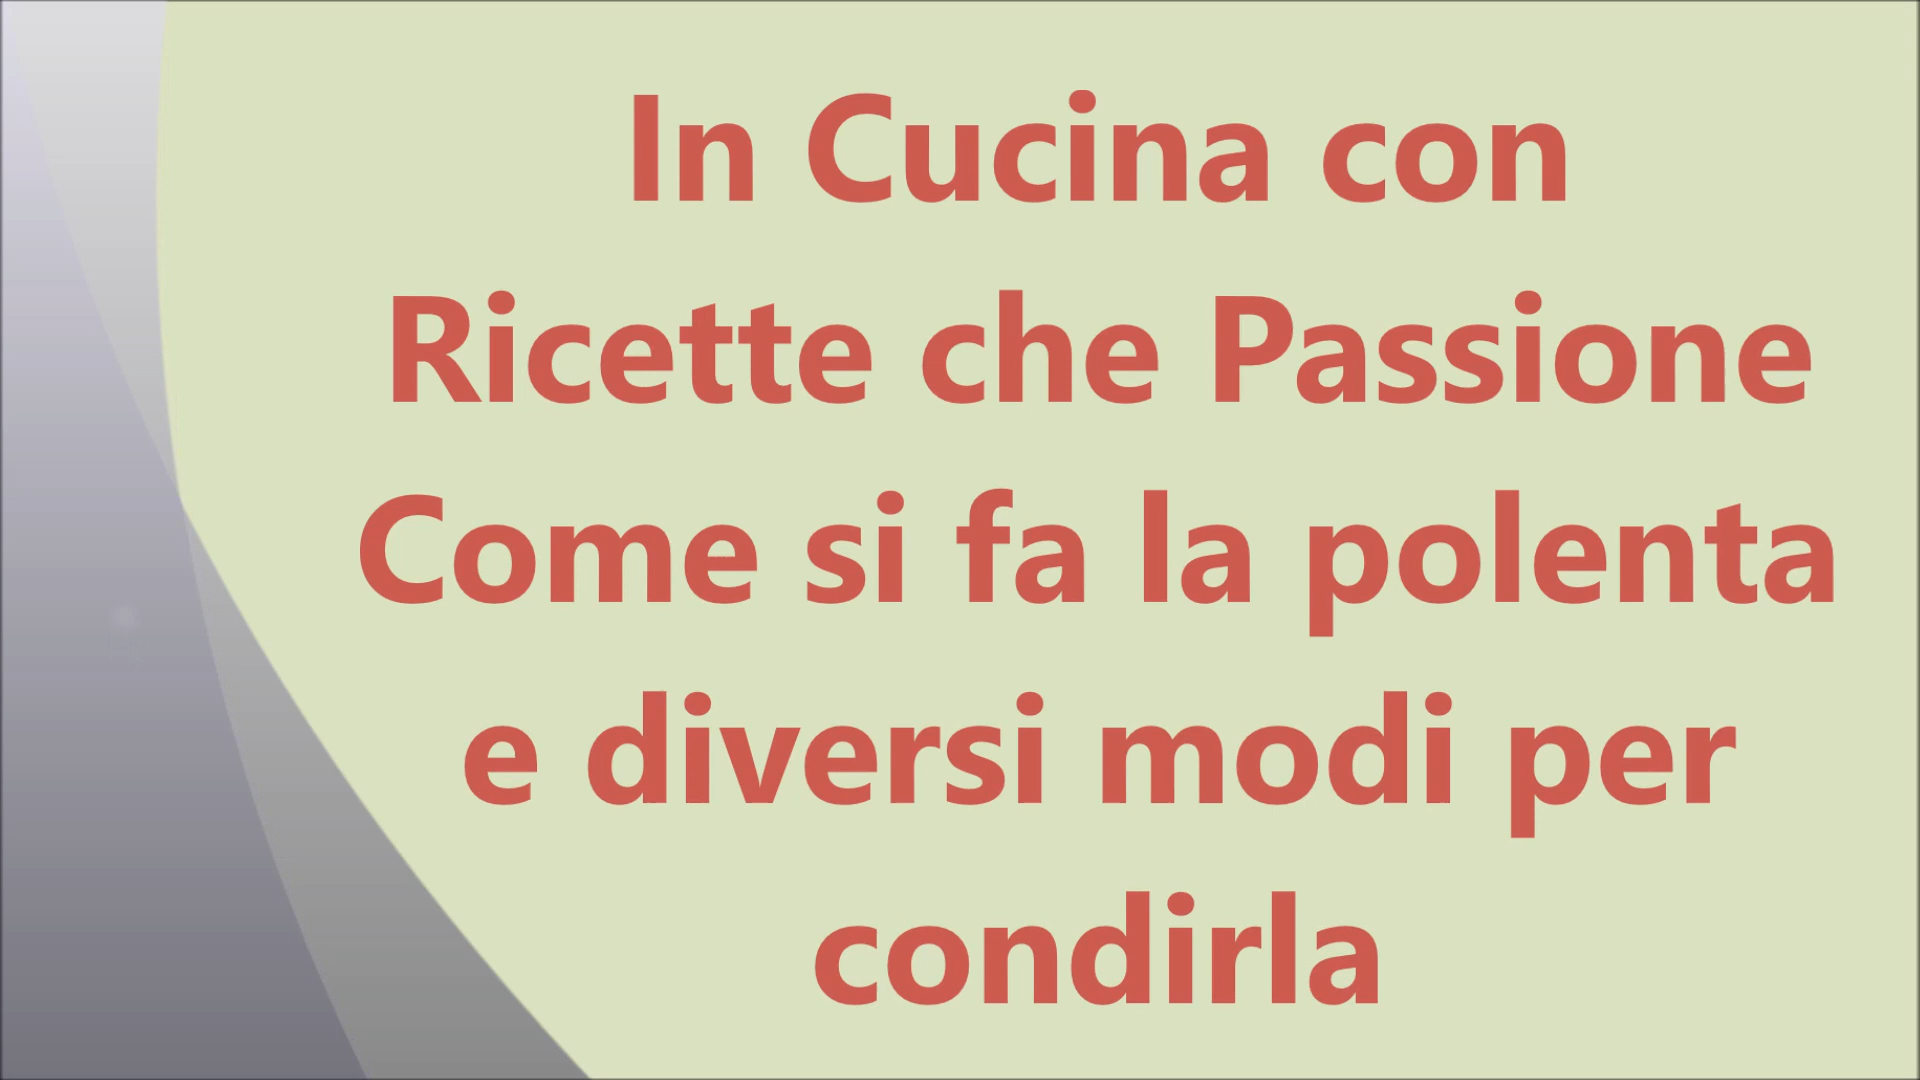 In Cucina con
Ricette che Passione
Come si fa la polenta
e diversi modi per
condirla